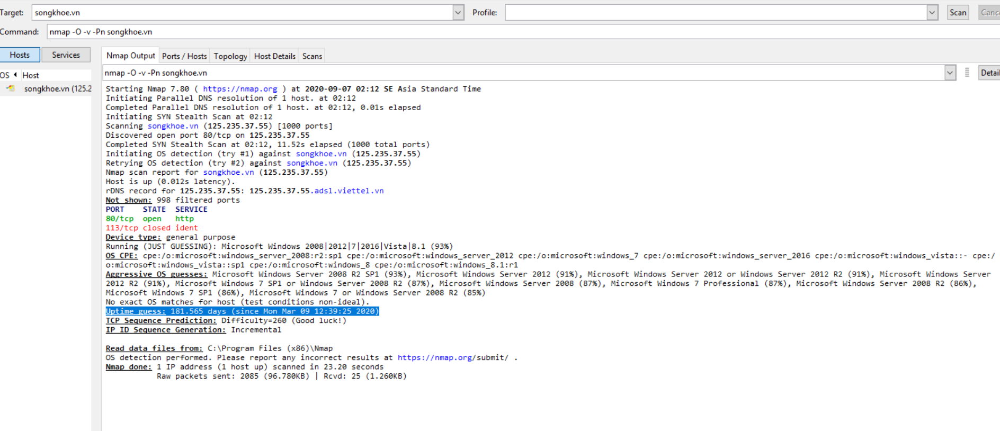 Target: songkhoe.vn Profile: Scan
Command: nmap -O -v -Pn songkhoe.vn
Hosts Services Nmap Output Ports / Hosts Topology Host Details Scans
nmap -O -v -Pn songkhoe.vn
OS Host
songkhoe.vn (125.2
Starting Nmap 7.80 ( https://nmap.org ) at 2020-09-07 02:12 SE Asia Standard Time
Initiating Parallel DNS resolution of 1 host. at 02:12
Completed Parallel DNS resolution of 1 host. at 02:12, 0.01s elapsed
Initiating SYN Stealth Scan at 02:12
Scanning songkhoe.vn (125.235.37.55) [1000 ports]
Discovered open port 80/tcp on 125.235.37.55
Completed SYN Stealth Scan at 02:12, 11.52s elapsed (1000 total ports)
Initiating OS detection (try #1) against songkhoe.vn (125.235.37.55)
Retrying OS detection (try #2) against songkhoe.vn (125.235.37.55)
Nmap scan report for songkhoe.vn (125.235.37.55)
Host is up (0.012s latency).
rDNS record for 125.235.37.55: 125.235.37.55.adsl.viettel.vn
Not shown: 998 filtered ports
PORT STATE SERVICE
80/tcp open http
113/tcp closed ident
Device type: general purpose
Running (JUST GUESSING): Microsoft Windows 2008|2012|7|2016|Vista|8.1 (93%)
OS CPE: cpe:/o:microsoft:windows_server_2008:r2:sp1 cpe:/o:microsoft:windows_server_2012 cpe:/o:microsoft:windows_7 cpe:/o:microsoft:windows_server_2016 cpe:/o:microsoft:windows_vista::- cpe:/
o:microsoft:windows_vista::sp1 cpe:/o:microsoft:windows_8 cpe:/o:microsoft:windows_8.1:r1
Aggressive OS guesses: Microsoft Windows Server 2008 R2 SP1 (93%), Microsoft Windows Server 2012 (91%), Microsoft Windows Server 2012 or Windows Server 2012 R2 (91%), Microsoft Windows Server
2012 R2 (91%), Microsoft Windows 7 SP1 or Windows Server 2008 R2 (87%), Microsoft Windows Server 2008 (87%), Microsoft Windows 7 Professional (87%), Microsoft Windows Server 2008 R2 (86%),
Microsoft Windows 7 SP1 (86%), Microsoft Windows 7 or Windows Server 2008 R2 (85%)
No exact OS matches for host (test conditions non-ideal).
Uptime guess: 181.565 days (since Mon Mar 09 12:39:25 2020)
TCP Sequence Prediction: Difficulty=260 (Good luck!)
IP ID Sequence Generation: Incremental
Read data files from: C:\Program Files (x86)\Nmap
OS detection performed. Please report any incorrect results at https://nmap.org/submit/ .
Nmap done: 1 IP address (1 host up) scanned in 23.20 seconds
Raw packets sent: 2085 (96.780KB) | Rcvd: 25 (1.260KB)